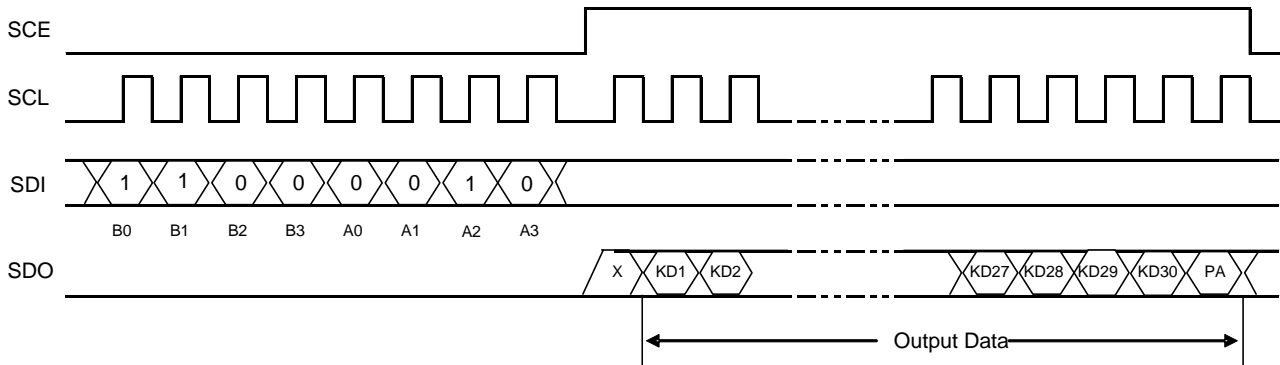 SCE
SCL
SDI 1 1 0 0 0 0 1 0
B0 B1 B2 B3 A0 A1 A2 A3
SDO X KD1 KD2 KD27 KD28 KD29 KD30 PA
Output Data